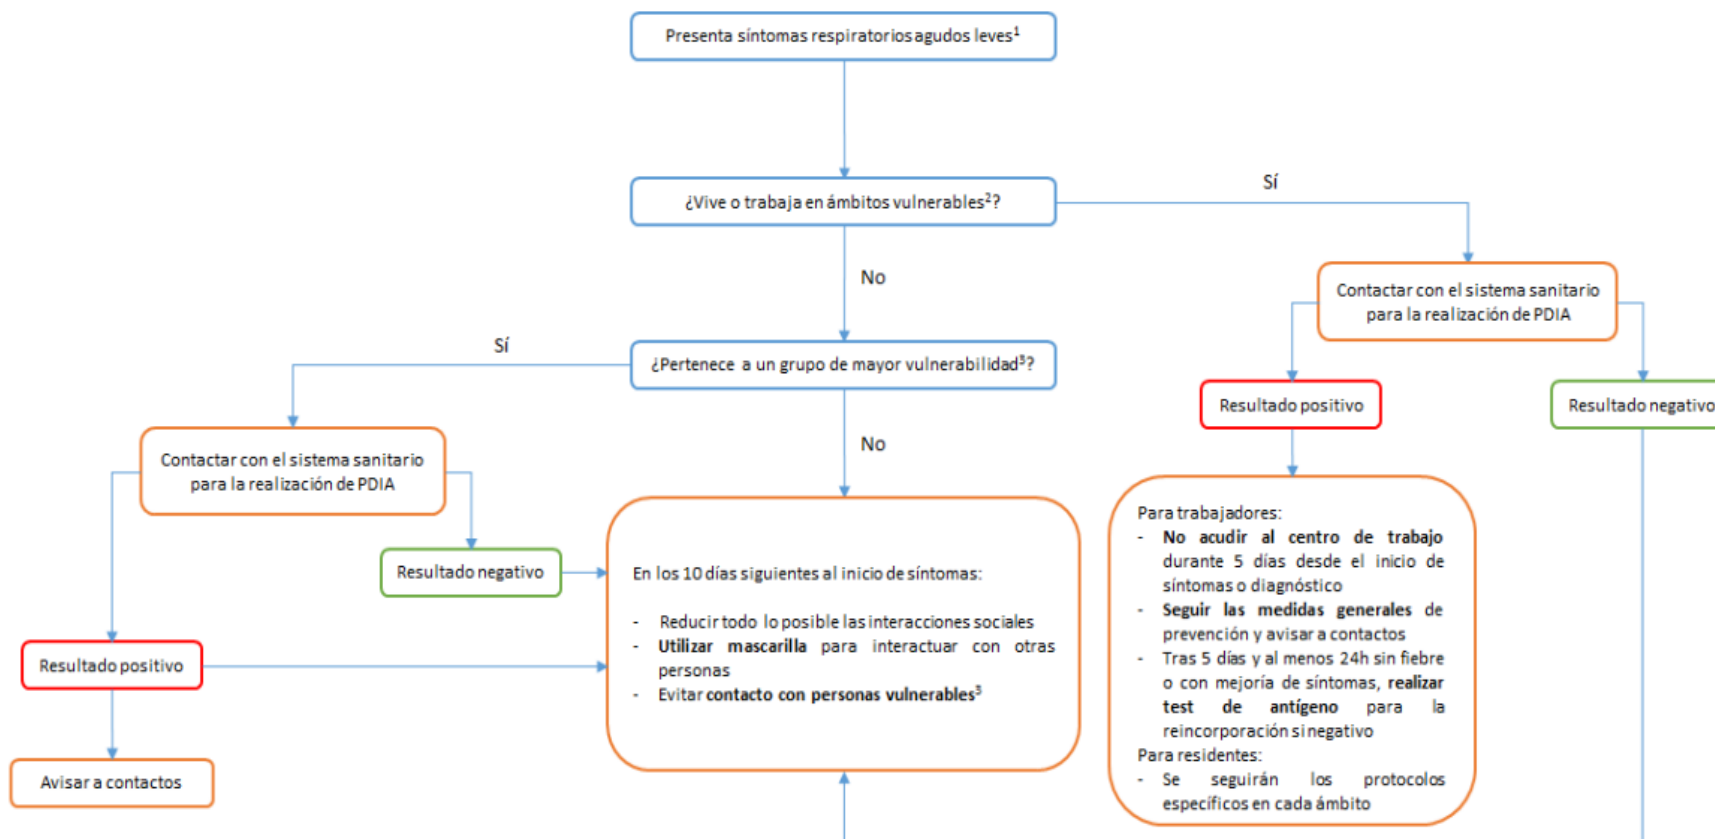 Presenta síntomas respiratorios agudos leves¹
¿Vive o trabaja en ámbitos vulnerables²?
Sí
No
Contactar con el sistema sanitario
para la realización de PDIA
¿Pertenece a un grupo de mayor vulnerabilidad³?
Sí
No
Resultado positivo
Resultado negativo
Contactar con el sistema sanitario
para la realización de PDIA
Resultado negativo
Resultado positivo
Avisar a contactos
En los 10 días siguientes al inicio de síntomas:
- Reducir todo lo posible las interacciones sociales
- Utilizar mascarilla para interactuar con otras
personas
- Evitar contacto con personas vulnerables³
Para trabajadores:
- No acudir al centro de trabajo
durante 5 días desde el inicio de
síntomas o diagnóstico
- Seguir las medidas generales de
prevención y avisar a contactos
- Tras 5 días y al menos 24h sin fiebre
o con mejoría de síntomas, realizar
test de antígeno para la
reincorporación si negativo
Para residentes:
- Se seguirán los protocolos
específicos en cada ámbito